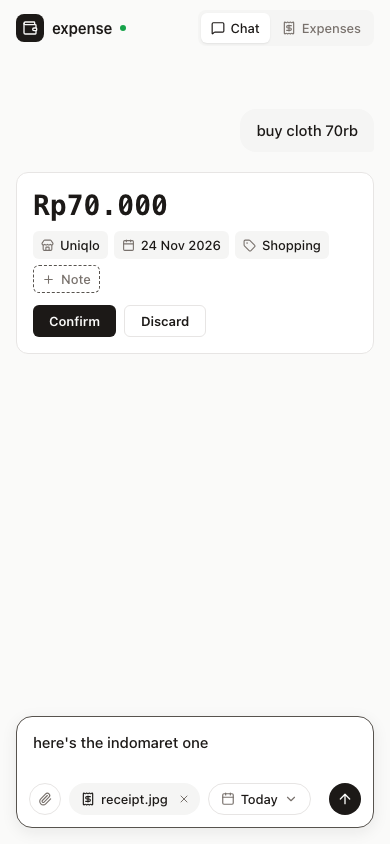 expense
Chat
Expenses
buy cloth 70rb
Rp70.000
Uniqlo
24 Nov 2026
Shopping
+ Note
Confirm
Discard
here's the indomaret one
receipt.jpg
Today